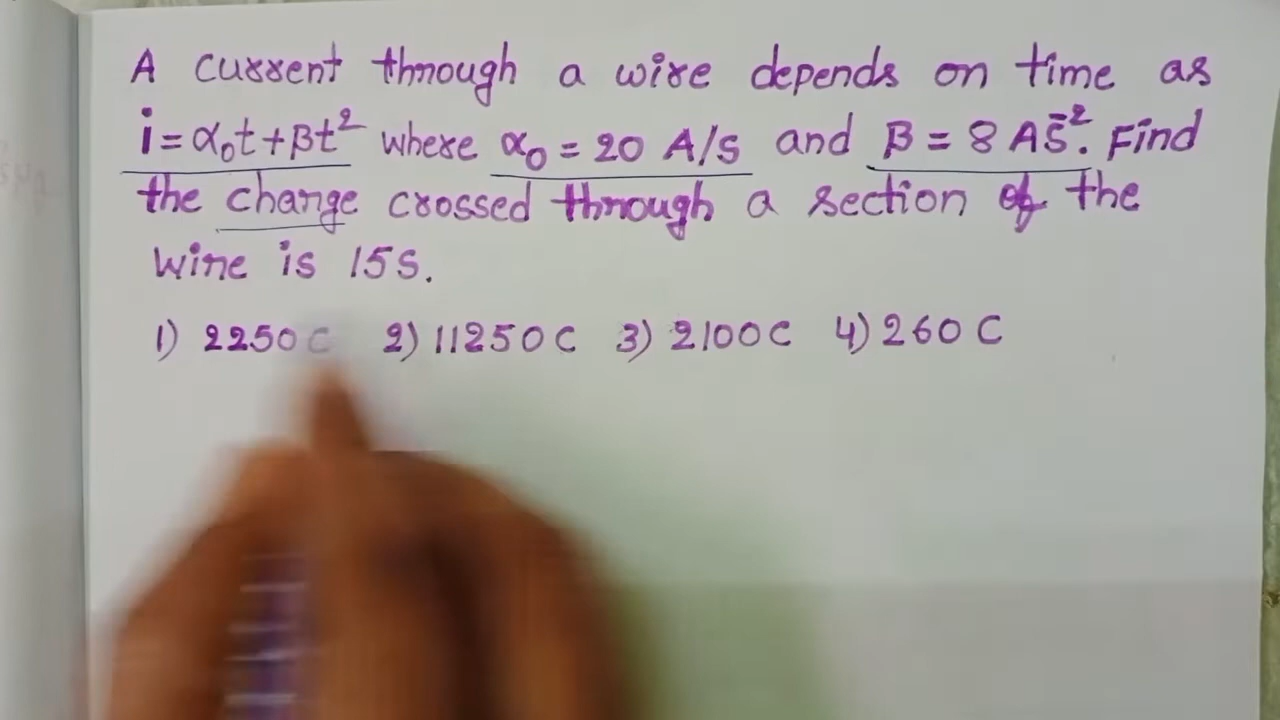 A current through a wire depends on time as
i = α₀t + βt² where α₀ = 20 A/s and β = 8 As̄². Find
the charge crossed through a section of the
wire is 15s.
1) 2250 C 2) 11250 C 3) 2100 C 4) 260 C